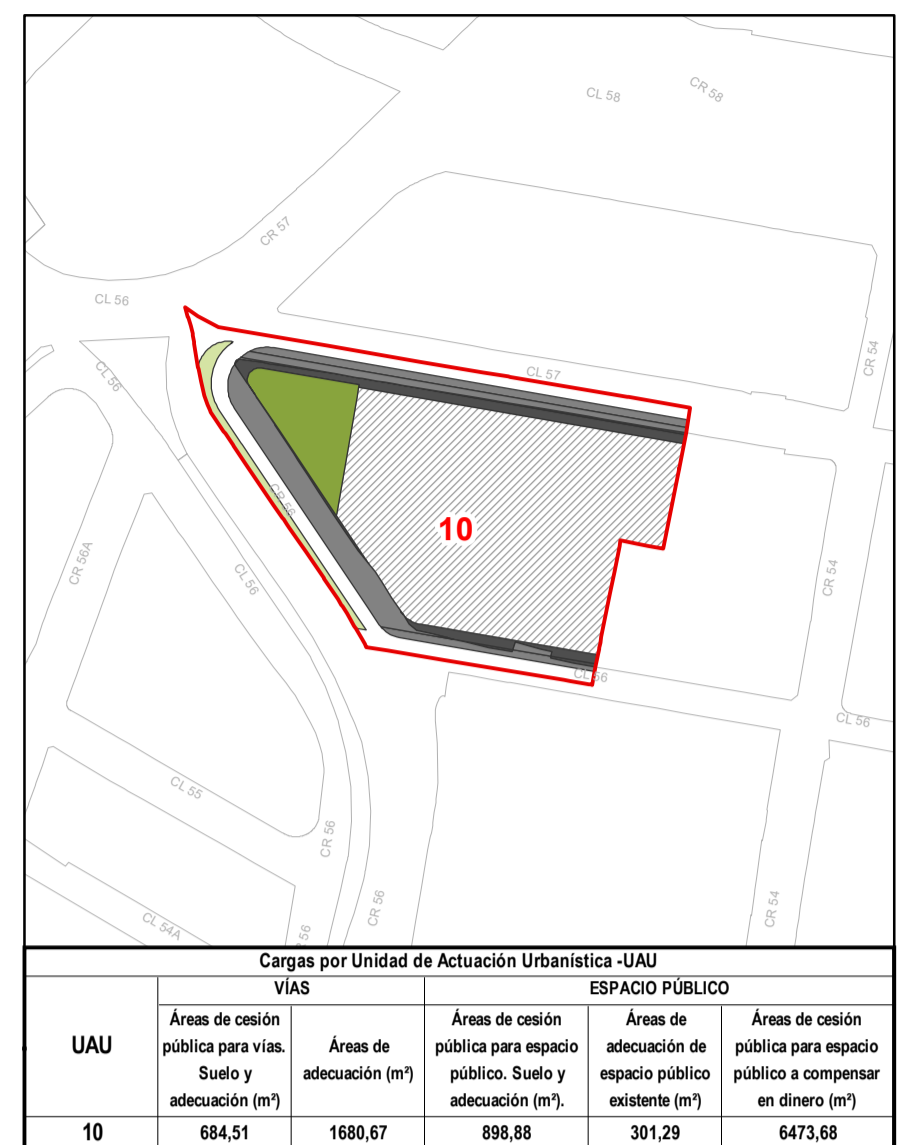 CL 58
CR 58
CR 57
CL 56
CL 57
CR 54
CL 56
CR 56
10
CR 56A
CL 56
CR 54
CL 56
CL 56
CL 55
CR 56
CR 56
CR 54
CL 54A
56
Cargas por Unidad de Actuación Urbanística -UAU
VÍAS
ESPACIO PÚBLICO
UAU
Áreas de cesión
pública para vías.
Suelo y
adecuación (m²)
Áreas de
adecuación (m²)
Áreas de cesión
pública para espacio
público. Suelo y
adecuación (m²).
Áreas de
adecuación de
espacio público
existente (m²)
Áreas de cesión
pública para espacio
público a compensar
en dinero (m²)
10 684,51 1680,67 898,88 301,29 6473,68